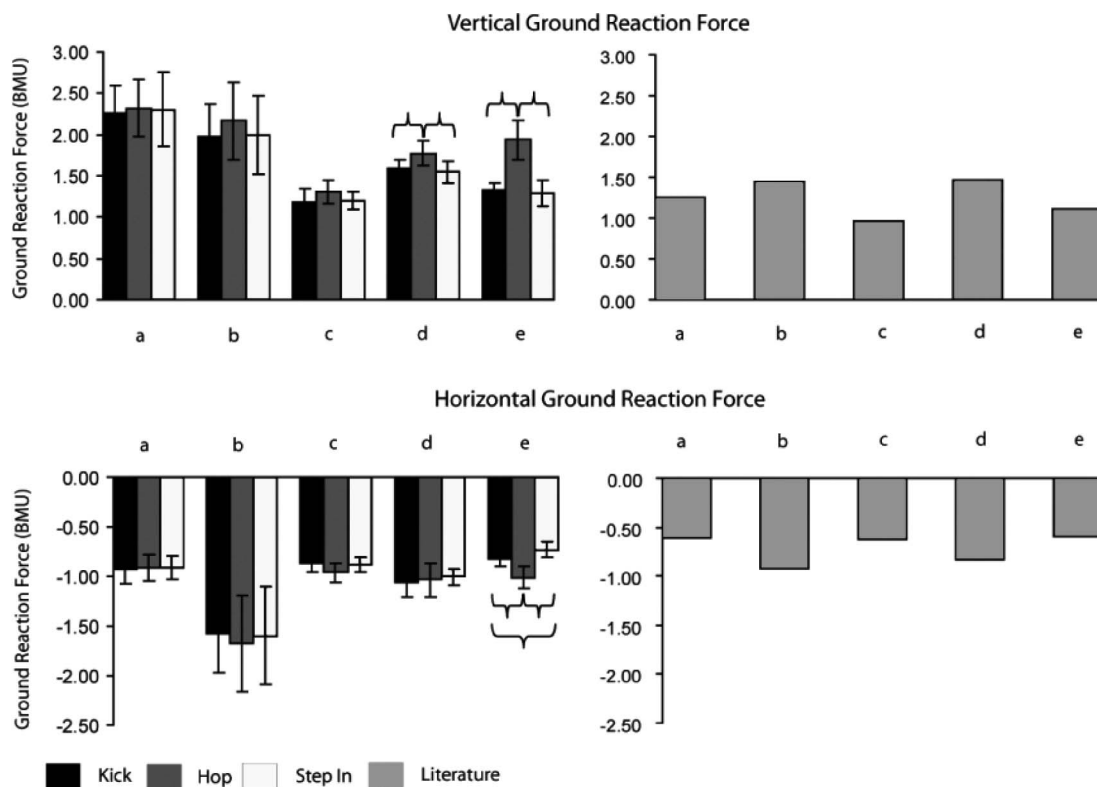 Vertical Ground Reaction Force
Ground Reaction Force (BMU)
3.00
2.50
2.00
1.50
1.00
0.50
0.00
a b c d e
3.00
2.50
2.00
1.50
1.00
0.50
0.00
a b c d e
Horizontal Ground Reaction Force
Ground Reaction Force (BMU)
a b c d e
0.00
-0.50
-1.00
-1.50
-2.00
-2.50
a b c d e
0.00
-0.50
-1.00
-1.50
-2.00
-2.50
Kick Hop Step In Literature